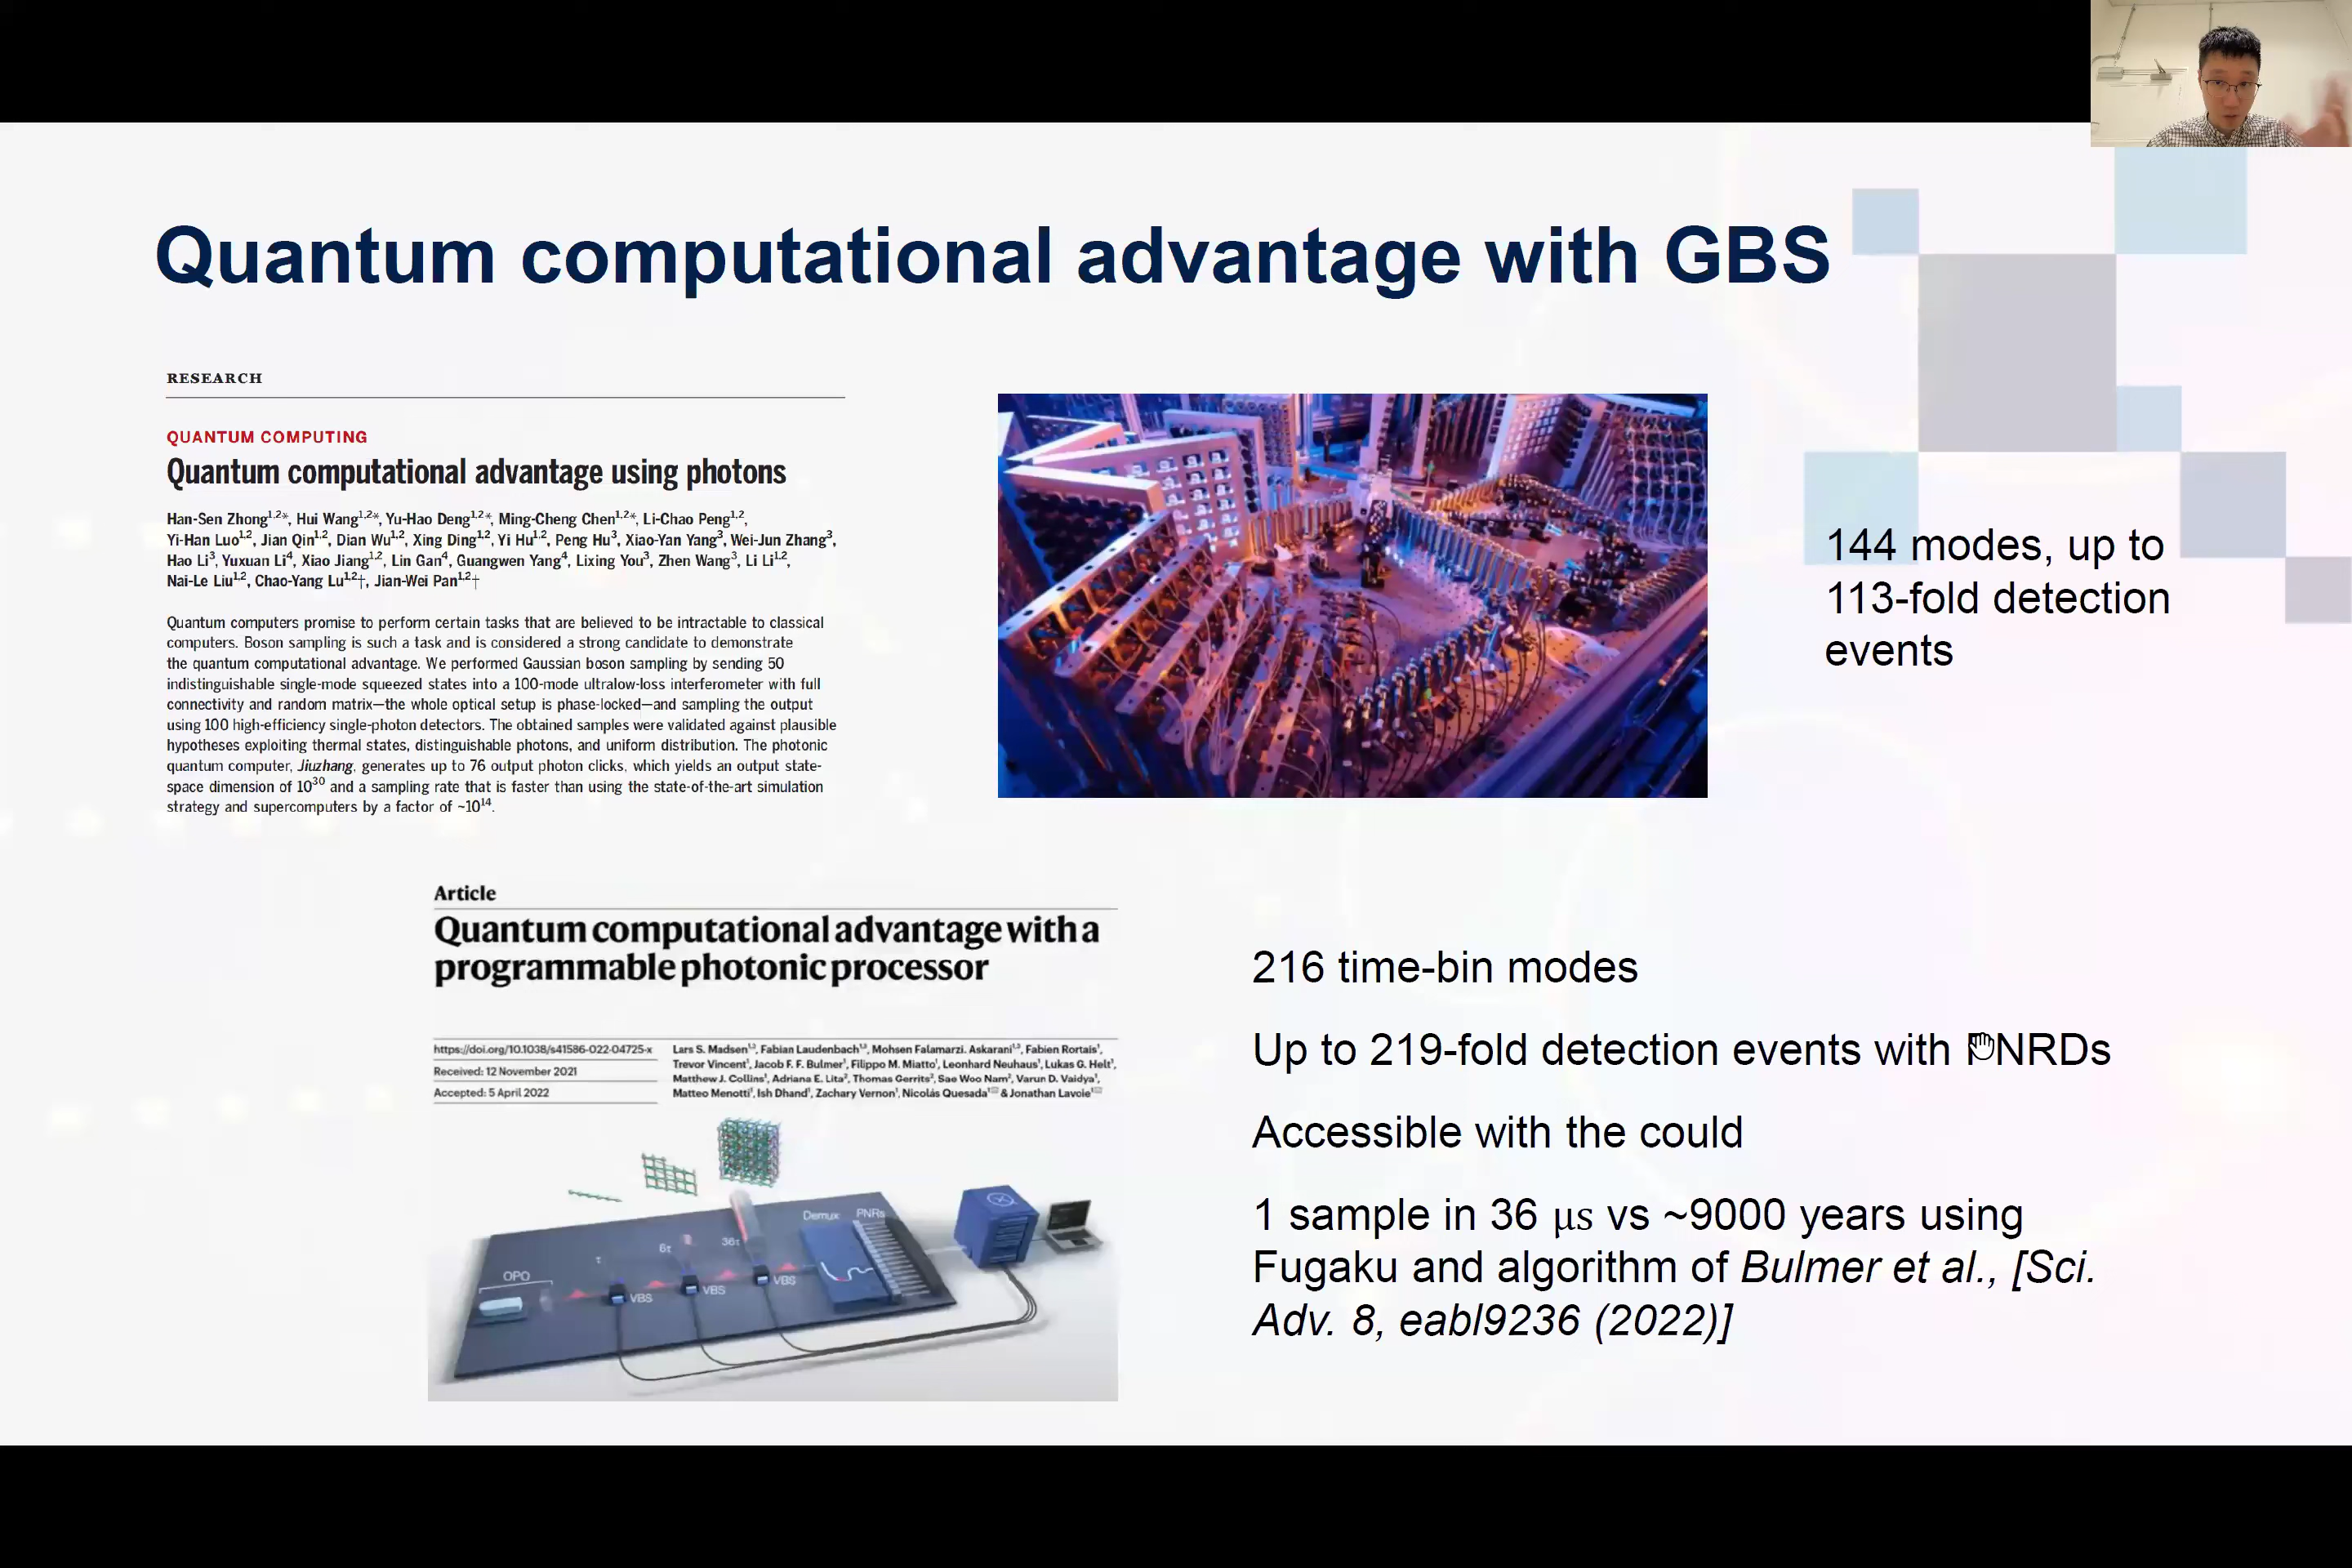 Quantum computational advantage with GBS
RESEARCH
QUANTUM COMPUTING
Quantum computational advantage using photons
Han-Sen Zhong1,2*, Hui Wang1,2*, Yu-Hao Deng1,2*, Ming-Cheng Chen1,2*, Li-Chao Peng1,2,
Yi-Han Luo1,2, Jian Qin1,2, Dian Wu1,2, Xing Ding1,2, Yi Hu1,2, Peng Hu3, Xiao-Yan Yang3, Wei-Jun Zhang3,
Hao Li3, Yuxuan Li4, Xiao Jiang1,2, Lin Gan4, Guangwen Yang4, Lixing You3, Zhen Wang3, Li Li1,2,
Nai-Le Liu1,2, Chao-Yang Lu1,2†, Jian-Wei Pan1,2†
Quantum computers promise to perform certain tasks that are believed to be intractable to classical
computers. Boson sampling is such a task and is considered a strong candidate to demonstrate
the quantum computational advantage. We performed Gaussian boson sampling by sending 50
indistinguishable single-mode squeezed states into a 100-mode ultralow-loss interferometer with full
connectivity and random matrix—the whole optical setup is phase-locked—and sampling the output
using 100 high-efficiency single-photon detectors. The obtained samples were validated against plausible
hypotheses exploiting thermal states, distinguishable photons, and uniform distribution. The photonic
quantum computer, Jiuzhang, generates up to 76 output photon clicks, which yields an output state-
space dimension of 10^30 and a sampling rate that is faster than using the state-of-the-art simulation
strategy and supercomputers by a factor of ~10^14.
144 modes, up to
113-fold detection
events
Article
Quantum computational advantage with a
programmable photonic processor
https://doi.org/10.1038/s41586-022-04725-x
Received: 12 November 2021
Accepted: 5 April 2022
Lars S. Madsen1,3, Fabian Laudenbach1,3, Mohsen Falamarzi. Askarani1,3, Fabien Rortais1,
Trevor Vincent1, Jacob F. F. Bulmer1, Filippo M. Miatto1, Leonhard Neuhaus1, Lukas G. Helt1,
Matthew J. Collins1, Adriana E. Lita2, Thomas Gerrits2, Sae Woo Nam2, Varun D. Vaidya1,
Matteo Menotti1, Ish Dhand1, Zachary Vernon1, Nicolás Quesada1 & Jonathan Lavoie1
OPO
τ
6τ
36τ
VBS
VBS
VBS
Demux
PNRs
216 time-bin modes
Up to 219-fold detection events with PNRDs
Accessible with the could
1 sample in 36 μs vs ~9000 years using
Fugaku and algorithm of Bulmer et al., [Sci.
Adv. 8, eabl9236 (2022)]